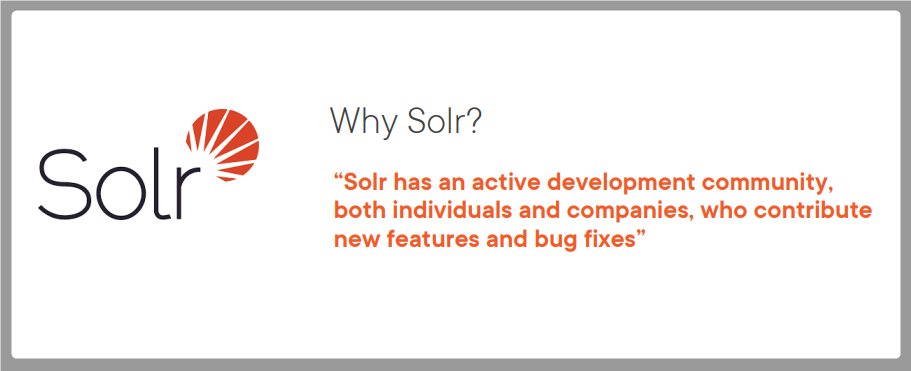 Solr
Why Solr?
“Solr has an active development community,
both individuals and companies, who contribute
new features and bug fixes”